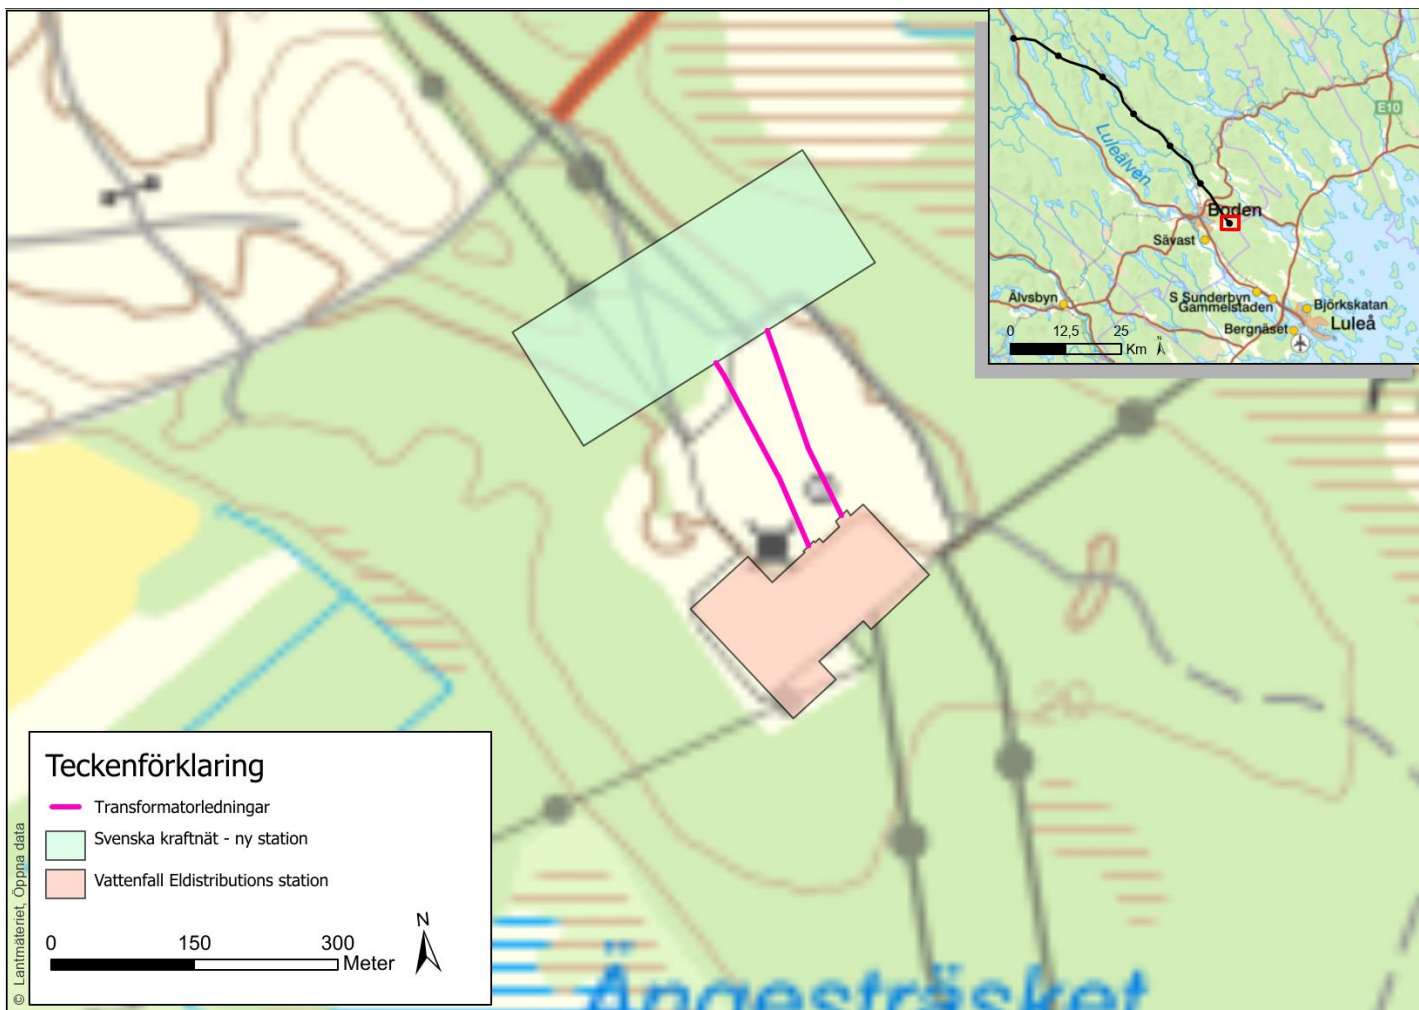 E10
Luleälven
Boden
Sävast
Älvsbyn
S Sunderbyn
Gammelstaden
Björkskatan
Luleå
Bergnäset
0 12,5 25
Km
N
20
Teckenförklaring
Transformatorledningar
Svenska kraftnät - ny station
Vattenfall Eldistributions station
N
0 150 300
Meter
© Lantmäteriet, Öppna data
Ängesträsket